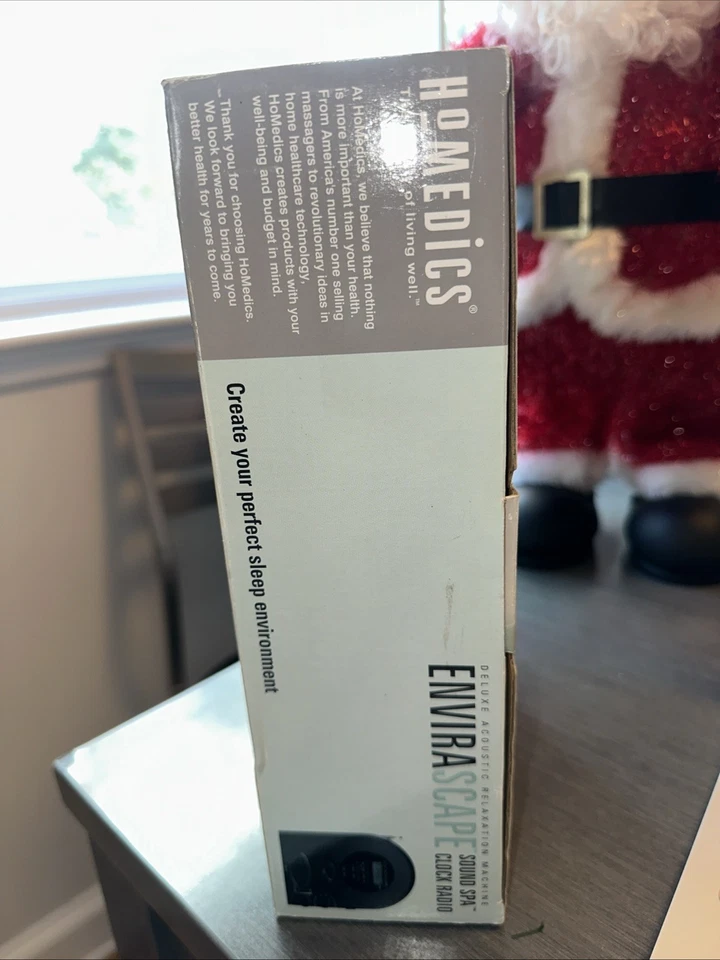 HoMEDiCS®
of living well.™
At HoMedics, we believe that nothing
is more important than your health.
From America's number one selling
massagers to revolutionary ideas in
home healthcare technology,
HoMedics creates products with your
well-being and budget in mind.
Thank you for choosing HoMedics.
We look forward to bringing you
better health for years to come.
DELUXE ACOUSTIC RELAXATION MACHINE
ENVIRASCAPE
SOUND SPA™
CLOCK RADIO
Create your perfect sleep environment